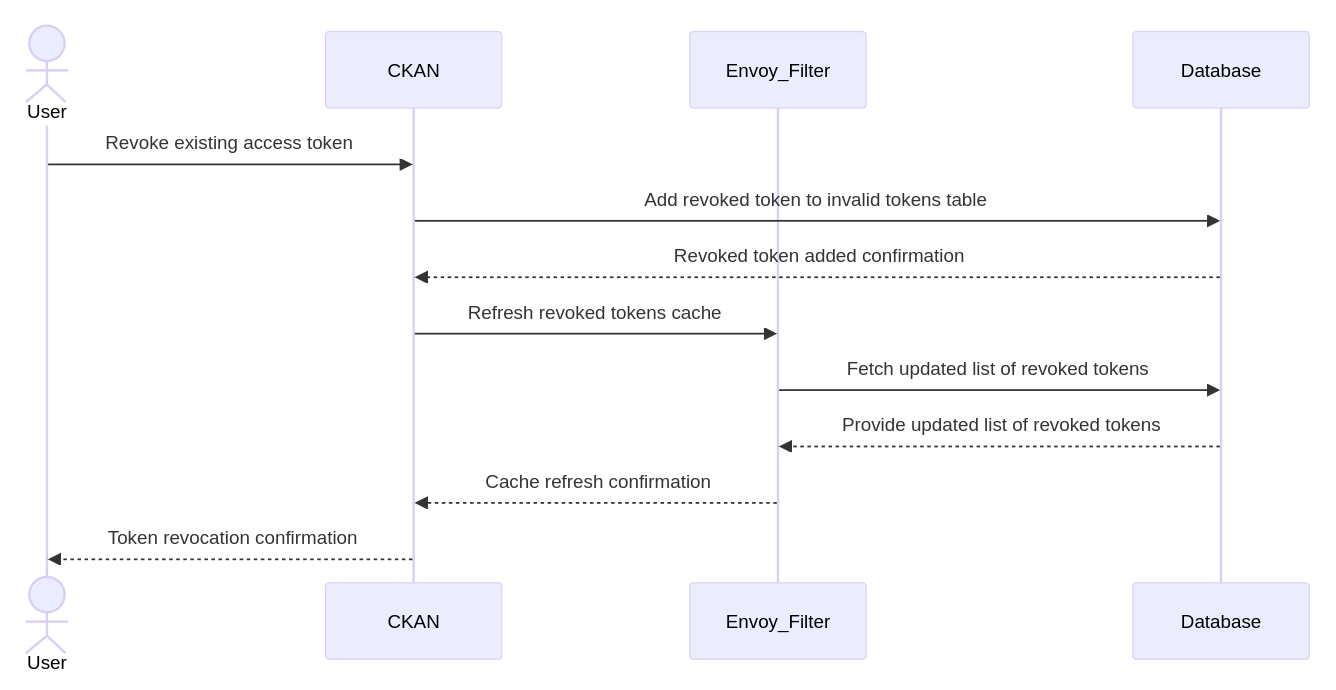 User
CKAN
Envoy_Filter
Database
Revoke existing access token
Add revoked token to invalid tokens table
Revoked token added confirmation
Refresh revoked tokens cache
Fetch updated list of revoked tokens
Provide updated list of revoked tokens
Cache refresh confirmation
Token revocation confirmation
User
CKAN
Envoy_Filter
Database